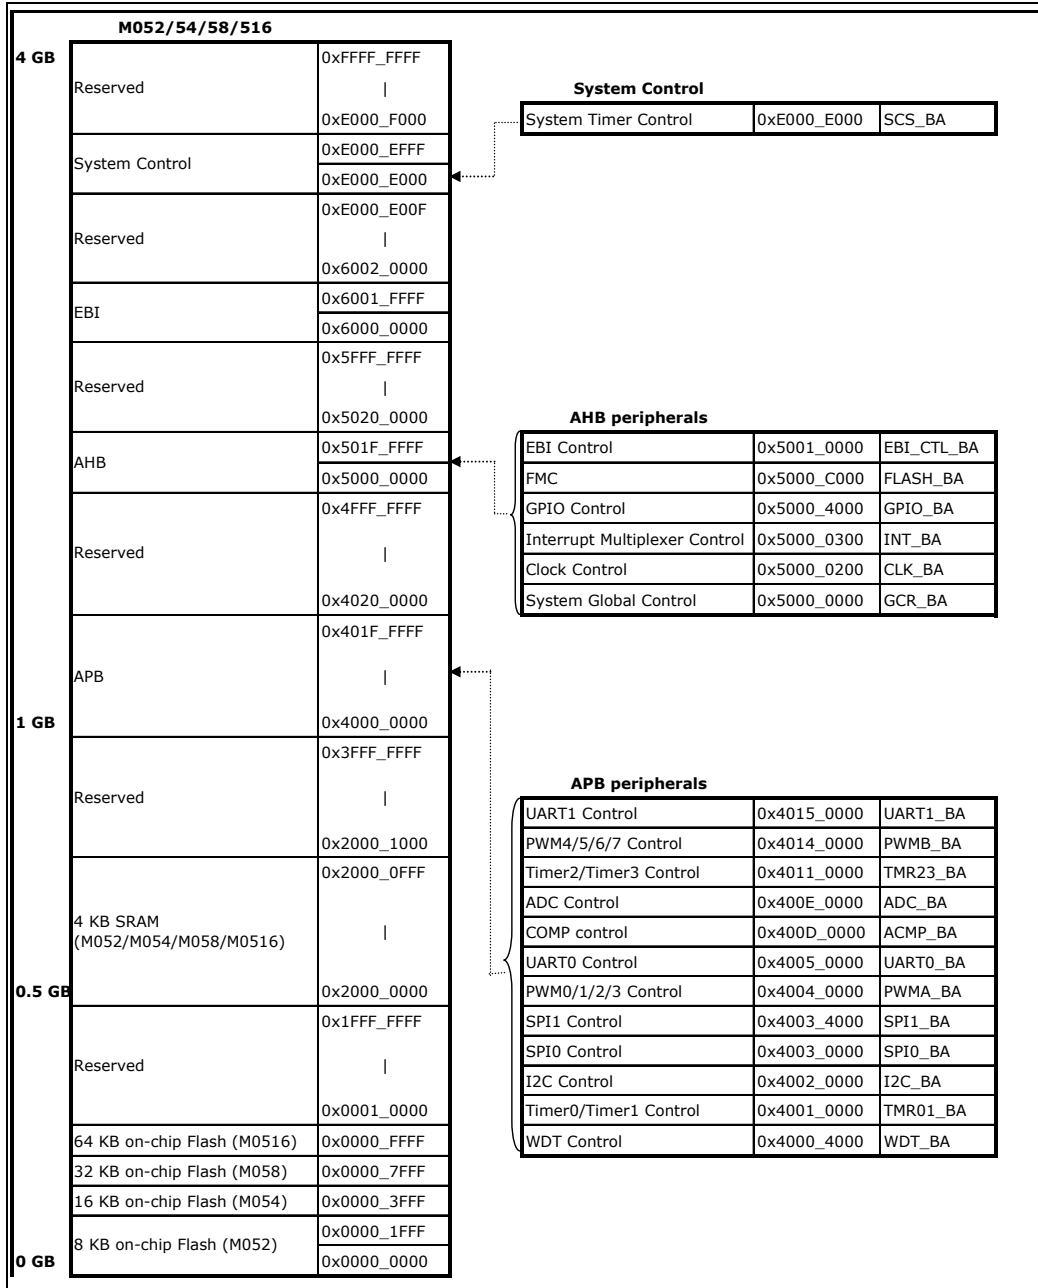 M052/54/58/516
4 GB
Reserved
0xFFFF_FFFF
|
0xE000_F000
System Control
0xE000_EFFF
0xE000_E000
Reserved
0xE000_E00F
|
0x6002_0000
EBI
0x6001_FFFF
0x6000_0000
Reserved
0x5FFF_FFFF
|
0x5020_0000
AHB
0x501F_FFFF
0x5000_0000
Reserved
0x4FFF_FFFF
|
0x4020_0000
APB
0x401F_FFFF
|
1 GB
0x4000_0000
Reserved
0x3FFF_FFFF
|
0x2000_1000
4 KB SRAM
(M052/M054/M058/M0516)
0x2000_0FFF
|
0.5 GB
0x2000_0000
Reserved
0x1FFF_FFFF
|
0x0001_0000
64 KB on-chip Flash (M0516) 0x0000_FFFF
32 KB on-chip Flash (M058) 0x0000_7FFF
16 KB on-chip Flash (M054) 0x0000_3FFF
8 KB on-chip Flash (M052)
0x0000_1FFF
0 GB
0x0000_0000
System Control
System Timer Control 0xE000_E000 SCS_BA
AHB peripherals
EBI Control 0x5001_0000 EBI_CTL_BA
FMC 0x5000_C000 FLASH_BA
GPIO Control 0x5000_4000 GPIO_BA
Interrupt Multiplexer Control 0x5000_0300 INT_BA
Clock Control 0x5000_0200 CLK_BA
System Global Control 0x5000_0000 GCR_BA
APB peripherals
UART1 Control 0x4015_0000 UART1_BA
PWM4/5/6/7 Control 0x4014_0000 PWMB_BA
Timer2/Timer3 Control 0x4011_0000 TMR23_BA
ADC Control 0x400E_0000 ADC_BA
COMP control 0x400D_0000 ACMP_BA
UART0 Control 0x4005_0000 UART0_BA
PWM0/1/2/3 Control 0x4004_0000 PWMA_BA
SPI1 Control 0x4003_4000 SPI1_BA
SPI0 Control 0x4003_0000 SPI0_BA
I2C Control 0x4002_0000 I2C_BA
Timer0/Timer1 Control 0x4001_0000 TMR01_BA
WDT Control 0x4000_4000 WDT_BA